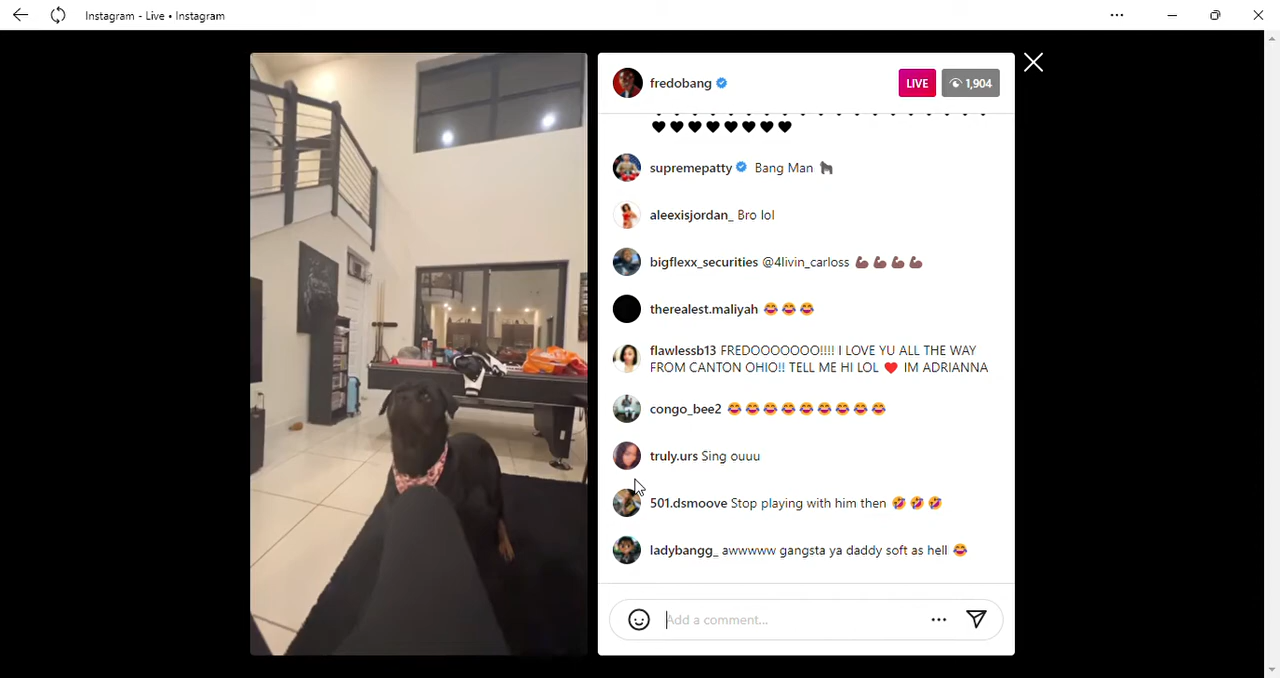 Instagram - Live • Instagram
fredobang
LIVE
1,904
🖤🖤🖤🖤🖤🖤🖤🖤
supremepatty Bang Man 🦍
aleexisjordan_ Bro lol
bigflexx_securities @4livin_carloss 💪🏾💪🏾💪🏾💪🏾
therealest.maliyah 😂😂😂
flawlessb13 FREDOOOOOOO!!!! I LOVE YU ALL THE WAY
FROM CANTON OHIO!! TELL ME HI LOL ❤️ IM ADRIANNA
congo_bee2 😂😂😂😂😂😂😂😂😂
truly.urs Sing ouuu
501.dsmoove Stop playing with him then 🤣🤣🤣
ladybangg_ awwwww gangsta ya daddy soft as hell 😂
Add a comment...